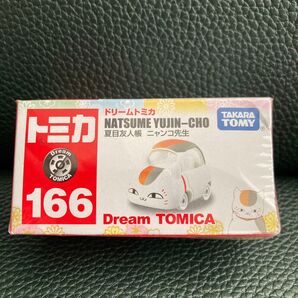 トミカ
Dream
TOMICA
166
ドリームトミカ
NATSUME YUJIN-CHO
夏目友人帳 ニャンコ先生
TAKARA
TOMY
Dream TOMICA